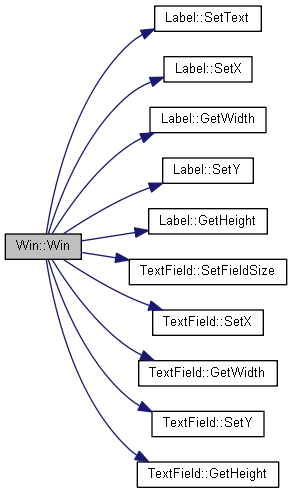 Label::SetText
Label::SetX
Label::GetWidth
Label::SetY
Win::Win
Label::GetHeight
TextField::SetFieldSize
TextField::SetX
TextField::GetWidth
TextField::SetY
TextField::GetHeight